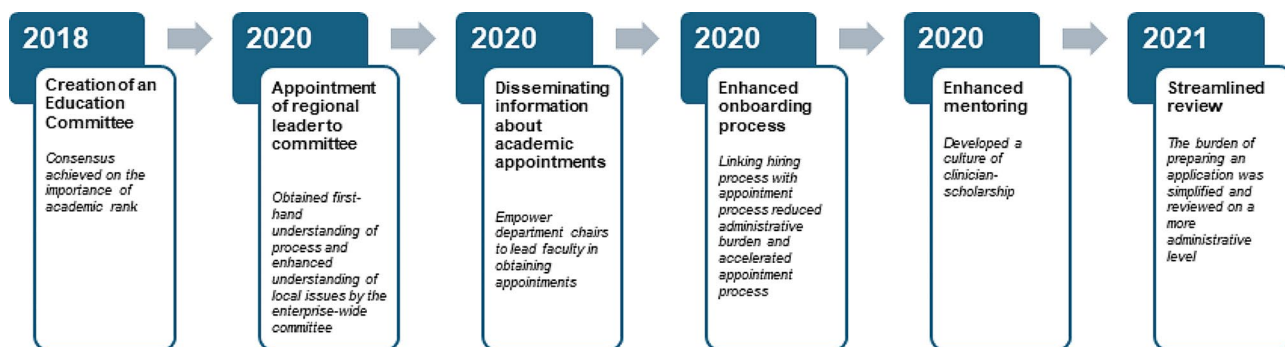 2018
Creation of an
Education
Committee
Consensus
achieved on the
importance of
academic rank
2020
Appointment
of regional
leader to
committee
Obtained first-
hand
understanding of
process and
enhanced
understanding of
local issues by the
enterprise-wide
committee
2020
Disseminating
information
about
academic
appointments
Empower
department chairs
to lead faculty in
obtaining
appointments
2020
Enhanced
onboarding
process
Linking hiring
process with
appointment
process reduced
administrative
burden and
accelerated
appointment
process
2020
Enhanced
mentoring
Developed a
culture of
clinician-
scholarship
2021
Streamlined
review
The burden of
preparing an
application was
simplified and
reviewed on a
more
administrative
level